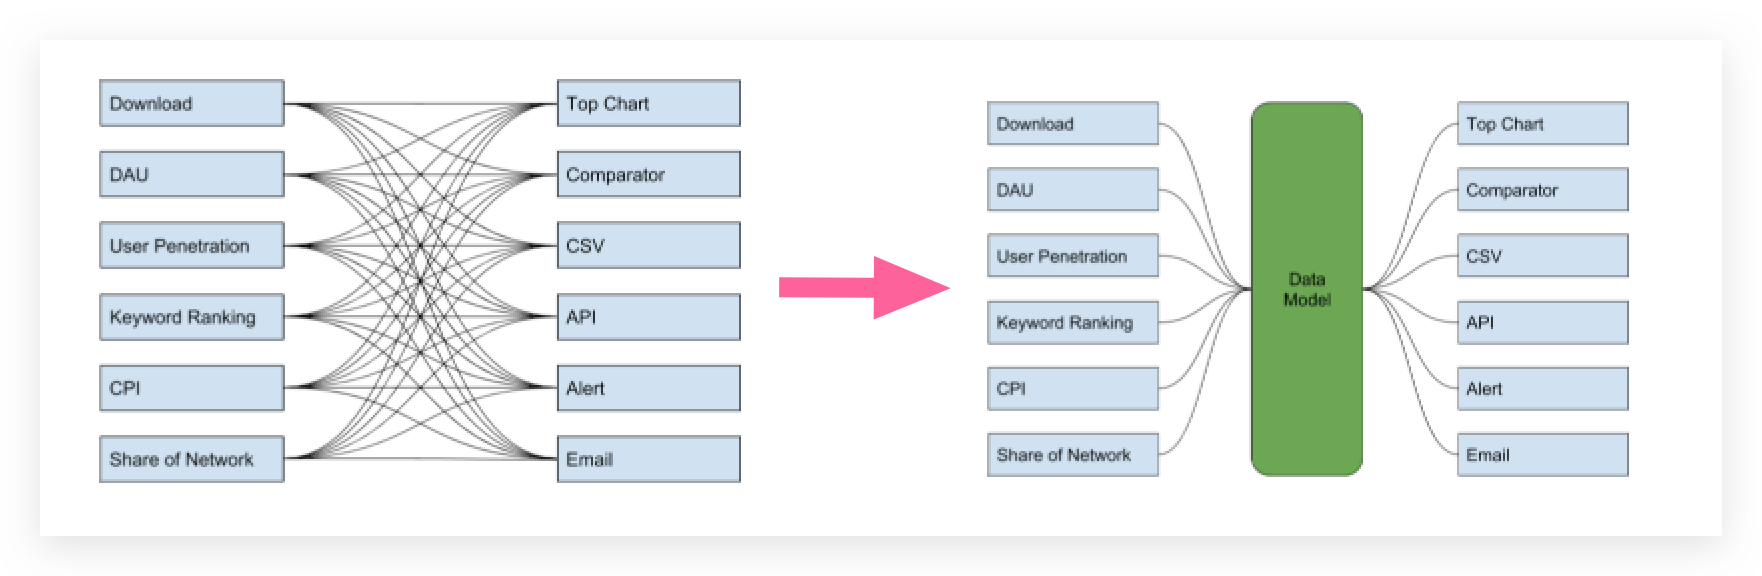 Download
DAU
User Penetration
Keyword Ranking
CPI
Share of Network
Top Chart
Comparator
CSV
API
Alert
Email
Download
DAU
User Penetration
Keyword Ranking
CPI
Share of Network
Data
Model
Top Chart
Comparator
CSV
API
Alert
Email